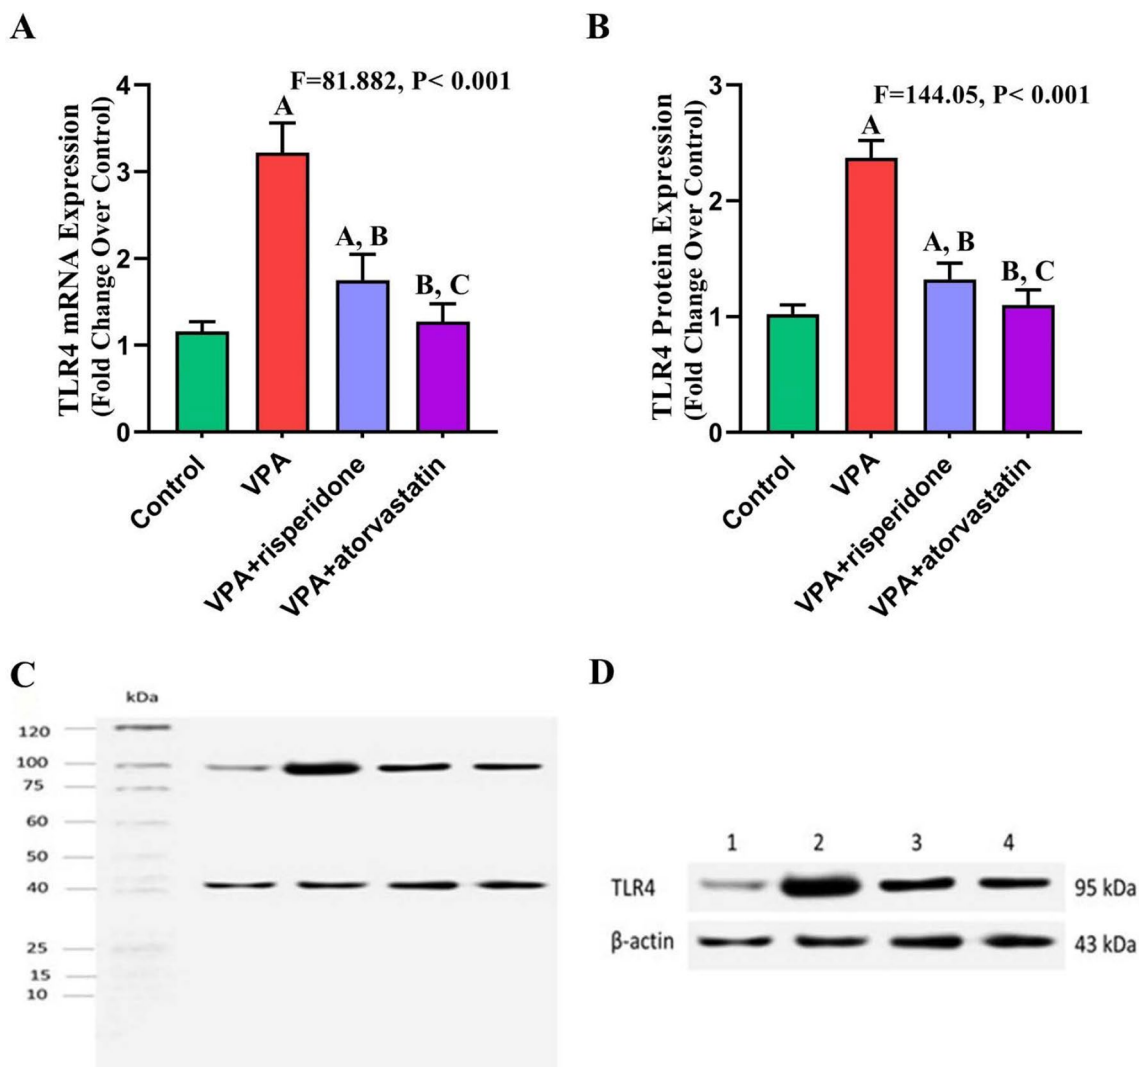 A
F=81.882, P< 0.001
TLR4 mRNA Expression
(Fold Change Over Control)
4
3
2
1
0
A
A, B
B, C
Control
VPA
VPA+risperidone
VPA+atorvastatin
B
F=144.05, P< 0.001
TLR4 Protein Expression
(Fold Change Over Control)
3
2
1
0
A
A, B
B, C
Control
VPA
VPA+risperidone
VPA+atorvastatin
C
kDa
120
100
75
60
50
40
25
15
10
D
1 2 3 4
TLR4 95 kDa
β-actin 43 kDa